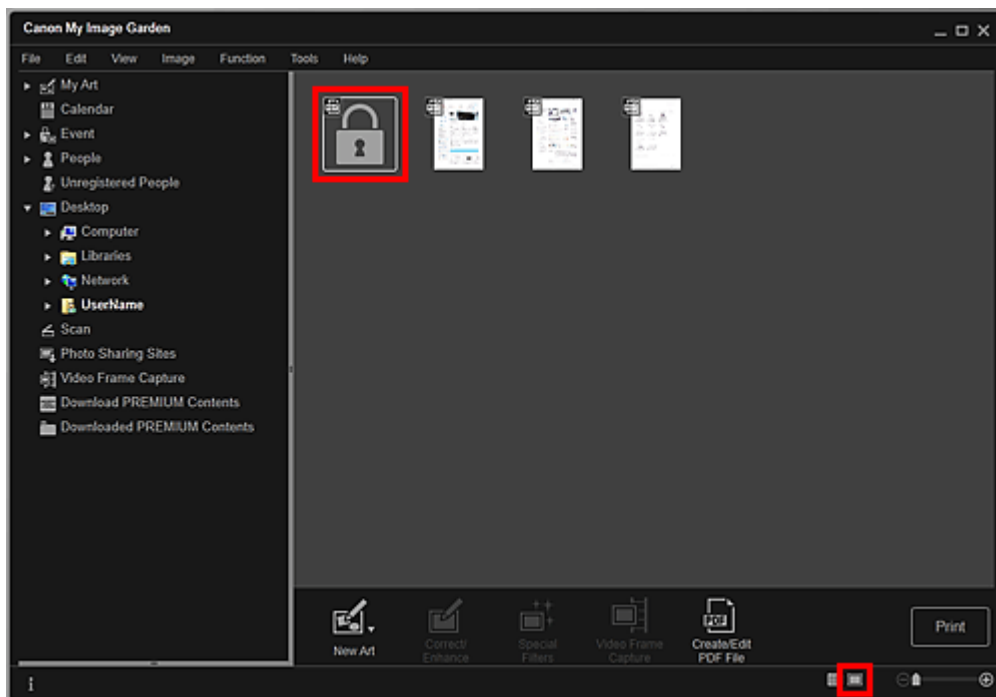 Canon My Image Garden
File Edit View Image Function Tools Help
My Art
Calendar
Event
People
Unregistered People
Desktop
Computer
Libraries
Network
UserName
Scan
Photo Sharing Sites
Video Frame Capture
Download PREMIUM Contents
Downloaded PREMIUM Contents
New Art
Correct/
Enhance
Special
Filters
Video Frame
Capture
PDF
Create/Edit
PDF File
Print